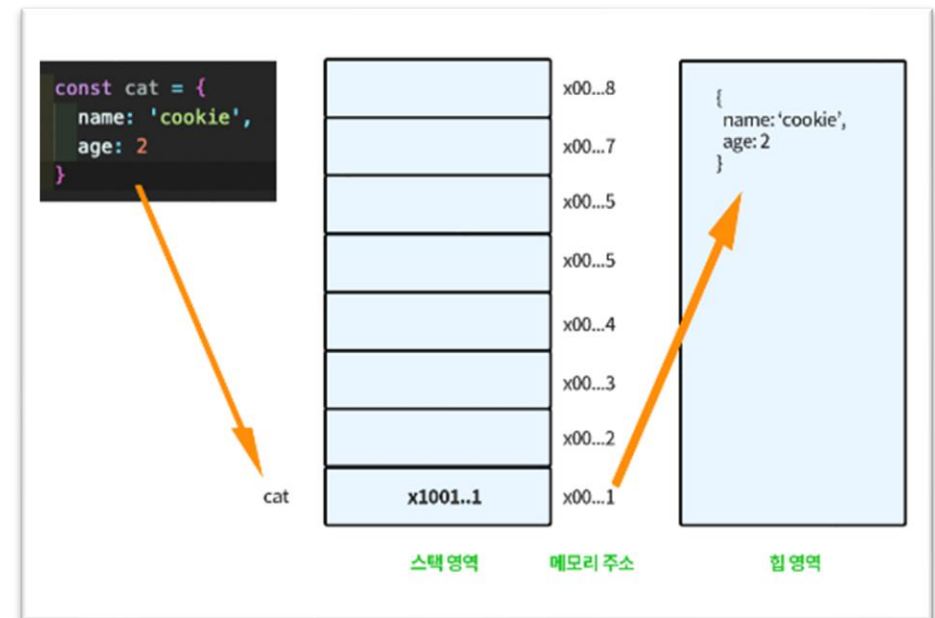 const cat = {
name: 'cookie',
age: 2
}
x00...8
x00...7
x00...5
x00...5
x00...4
x00...3
x00...2
cat
x1001..1
x00...1
{
name: ‘cookie’,
age: 2
}
스택 영역
메모리 주소
힙 영역